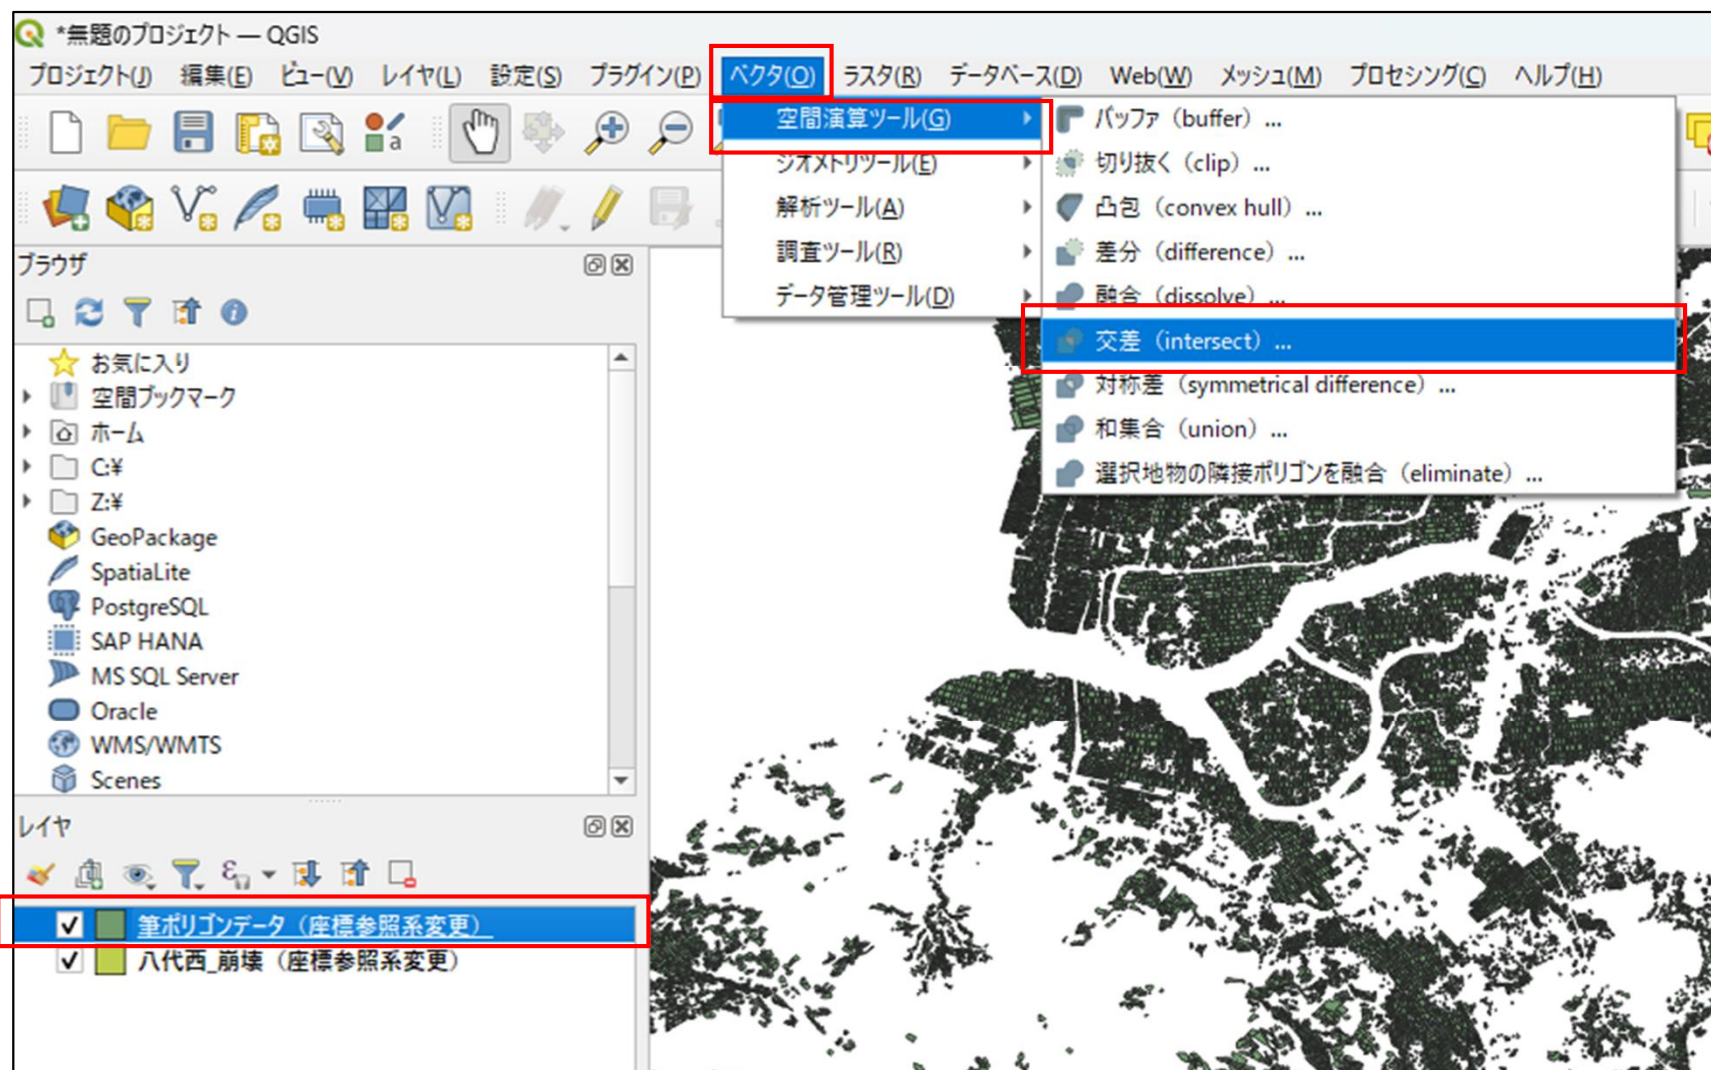 *無題のプロジェクト — QGIS
プロジェクト(J) 編集(E) ビュー(V) レイヤ(L) 設定(S) プラグイン(P) ベクタ(O) ラスタ(R) データベース(D) Web(W) メッシュ(M) プロセシング(C) ヘルプ(H)
空間演算ツール(G)
ジオメトリツール(E)
解析ツール(A)
調査ツール(R)
データ管理ツール(D)
バッファ（buffer）...
切り抜く（clip）...
凸包（convex hull）...
差分（difference）...
融合（dissolve）...
交差（intersect）...
対称差（symmetrical difference）...
和集合（union）...
選択地物の隣接ポリゴンを融合（eliminate）...
ブラウザ
お気に入り
空間ブックマーク
ホーム
C:¥
Z:¥
GeoPackage
SpatiaLite
PostgreSQL
SAP HANA
MS SQL Server
Oracle
WMS/WMTS
Scenes
レイヤ
筆ポリゴンデータ（座標参照系変更）
八代西_崩壊（座標参照系変更）